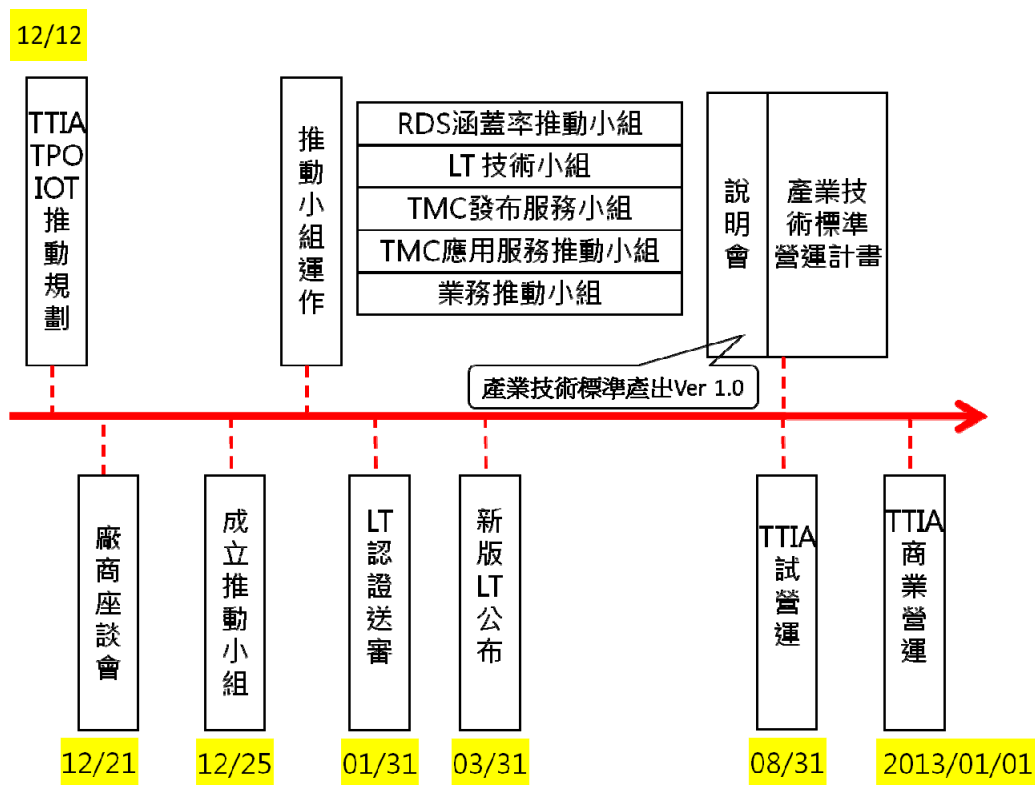 12/12
TTIA
TPO
IOT
推動規劃
推動小組運作
RDS涵蓋率推動小組
LT 技術小組
TMC發布服務小組
TMC應用服務推動小組
業務推動小組
說明會
產業技
術標準
營運計畫
產業技術標準產出Ver 1.0
廠商座談會
12/21
成立推動小組
12/25
LT
認證送審
01/31
新版
LT
公布
03/31
TTIA
試營運
08/31
TTIA
商業營運
2013/01/01